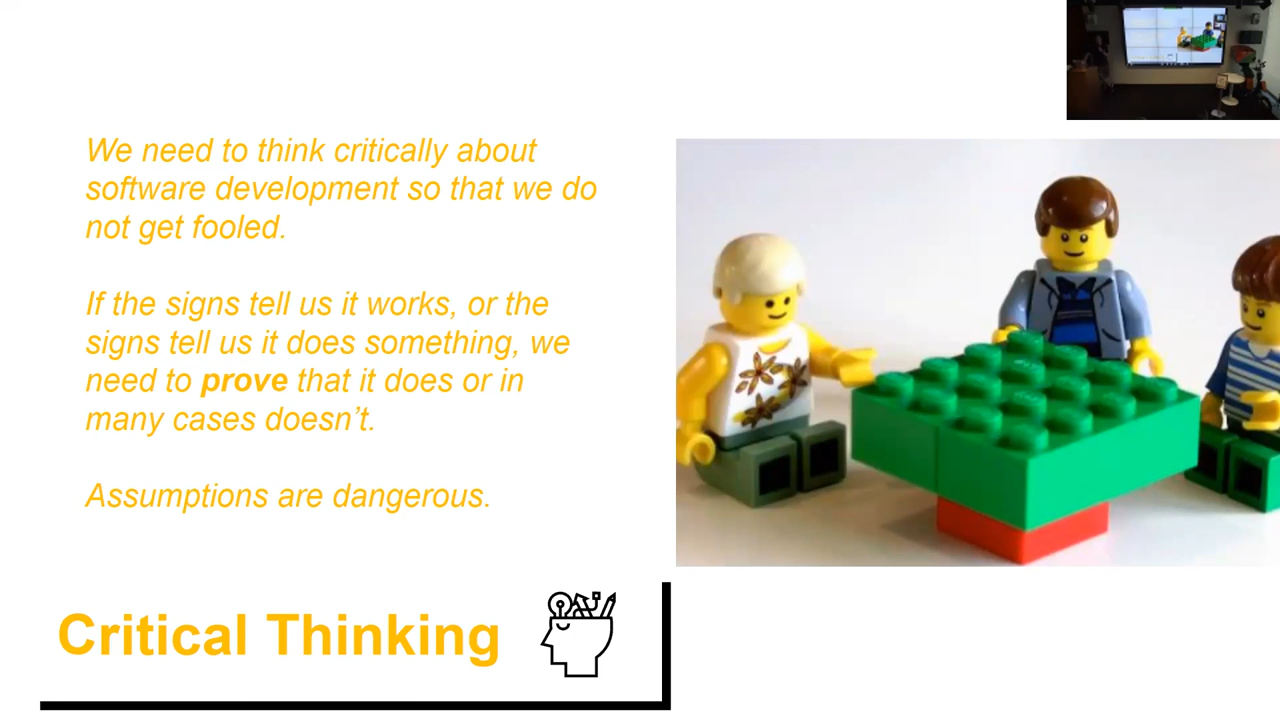 We need to think critically about
software development so that we do
not get fooled.
If the signs tell us it works, or the
signs tell us it does something, we
need to prove that it does or in
many cases doesn’t.
Assumptions are dangerous.
Critical Thinking